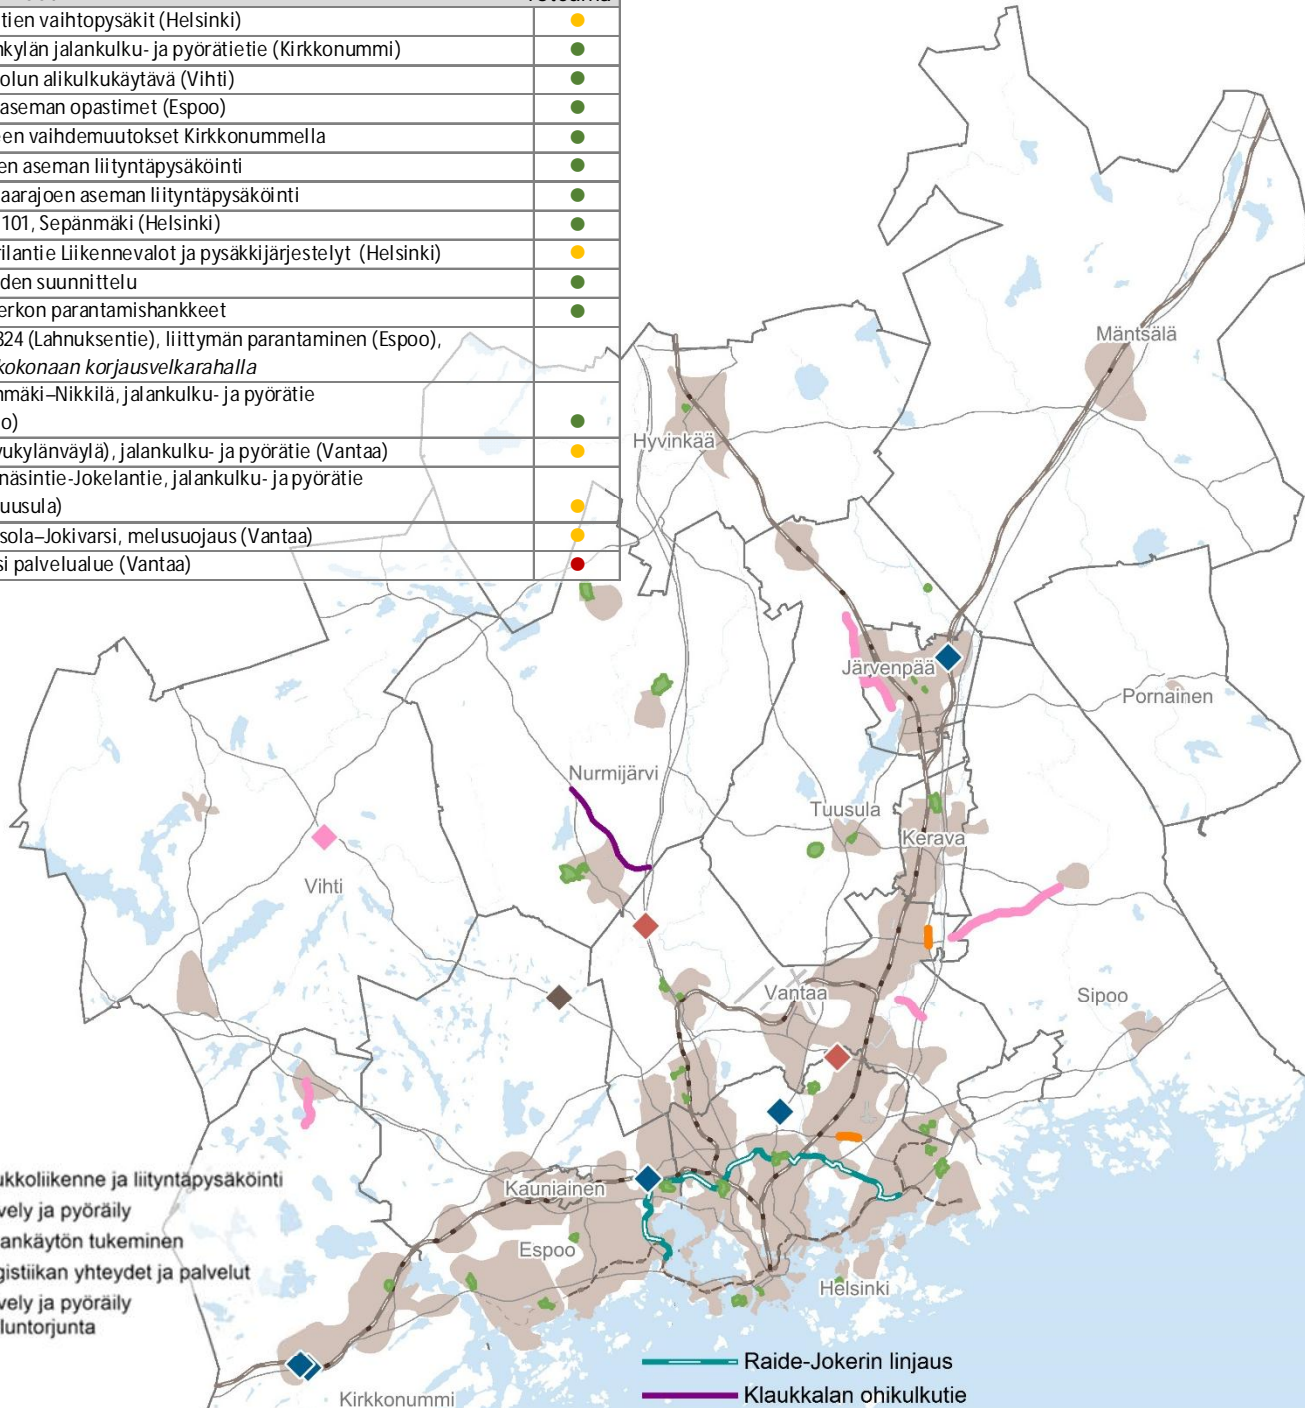 tien vaihtopysäkit (Helsinki)
nkylän jalankulku- ja pyörätietie (Kirkkonummi)
olun alikulkukäytävä (Vihti)
aseman opastimet (Espoo)
een vaihdemuutokset Kirkkonummella
en aseman liityntäpysäköinti
aarajoen aseman liityntäpysäköinti
101, Sepänmäki (Helsinki)
rilantie Liikennevalot ja pysäkkijärjestelyt (Helsinki)
den suunnittelu
erkon parantamishankkeet
324 (Lahnuksentie), liittymän parantaminen (Espoo),
kokonaan korjausvelkarahalla
nmäki–Nikkilä, jalankulku- ja pyörätie
o)
yukylänväylä), jalankulku- ja pyörätie (Vantaa)
näsintie-Jokelantie, jalankulku- ja pyörätie
uusula)
sola–Jokivarsi, melusuojaus (Vantaa)
si palvelualue (Vantaa)
Mäntsälä
Hyvinkää
Järvenpää
Pornainen
Nurmijärvi
Tuusula
Kerava
Vihti
Vantaa
Sipoo
Kauniainen
Espoo
Helsinki
Kirkkonummi
ukkoliikenne ja liityntäpysäköinti
vely ja pyöräily
ankäytön tukeminen
gistiikan yhteydet ja palvelut
vely ja pyöräily
luntorjunta
Raide-Jokerin linjaus
Klaukkalan ohikulkutie